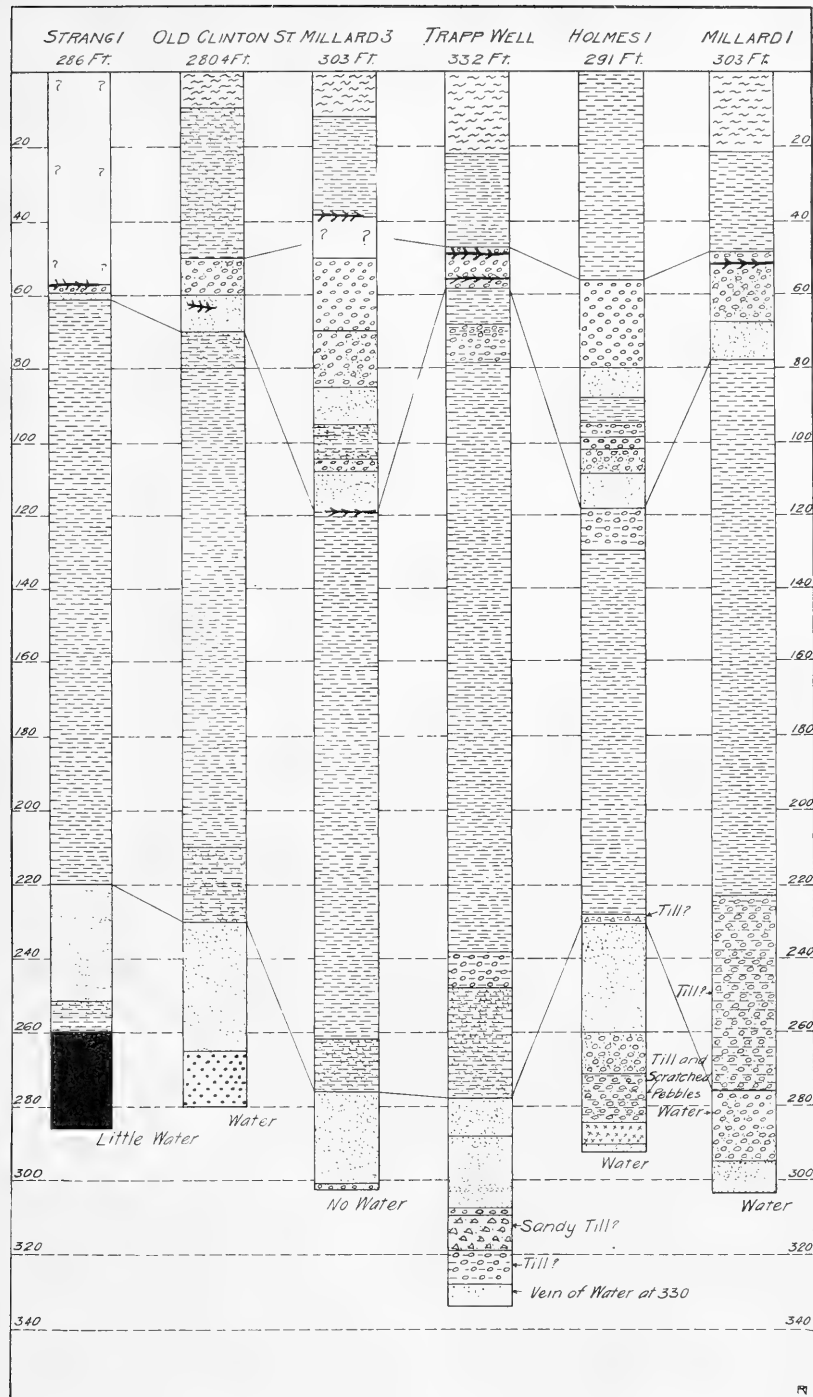 STRANG 1 OLD CLINTON ST. MILLARD 3 TRAPP WELL HOLMES 1 MILLARD 1
286 FT. 280 4 FT. 303 FT. 332 FT. 291 FT. 303 FT.
? ?
20 20
? ?
40 40
? ?
? ?
60 60
80 80
100 100
120 120
140 140
160 160
180 180
200 200
220 220
Till?
240 240
Till?
260 260
Till and
Scratched
Pebbles
280 280
Water
Water
Little Water
Water
300 300
No Water
Water
Sandy Till?
320 320
Till?
Vein of Water at 330
340 340